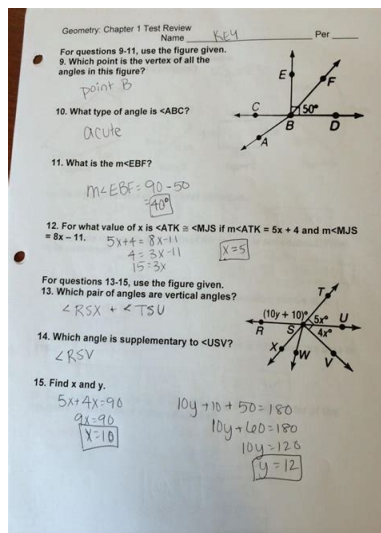 Geometry: Chapter 1 Test Review
Name KEY Per
For questions 9-11, use the figure given.
9. Which point is the vertex of all the
angles in this figure?
point B
10. What type of angle is <ABC?
acute
E
F
C
50°
B
D
A
11. What is the m<EBF?
m∠EBF = 90 - 50
= 40°
12. For what value of x is <ATK ≅ <MJS if m<ATK = 5x + 4 and m<MJS
= 8x – 11.
5x+4 = 8x-11
x=5
4 = 3x-11
15 = 3x
For questions 13-15, use the figure given.
13. Which pair of angles are vertical angles?
∠RSX + ∠TSU
T
(10y + 10)°
5x°
U
R
S
4x°
X
W
V
14. Which angle is supplementary to <USV?
∠RSV
15. Find x and y.
5x+4x=90
9x=90
x=10
10y+10+50=180
10y+60=180
10y=120
y=12